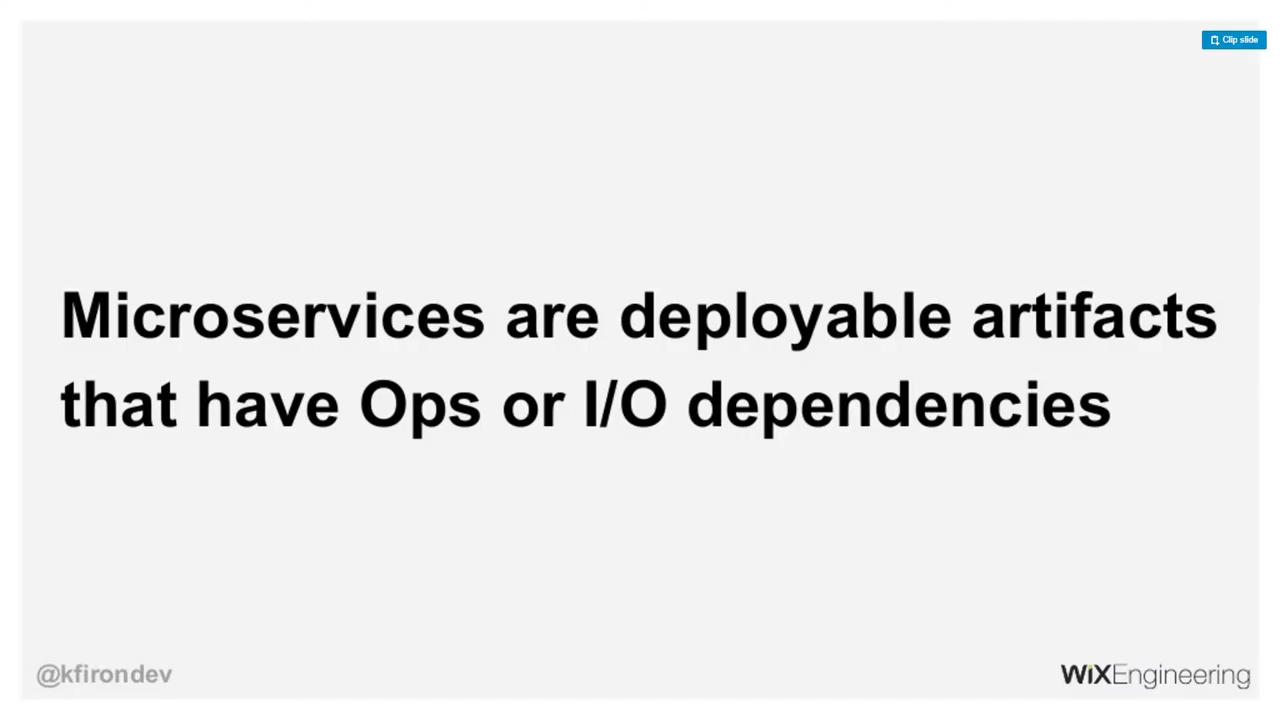 Clip slide
Microservices are deployable artifacts
that have Ops or I/O dependencies
@kfirondev
WiXEngineering